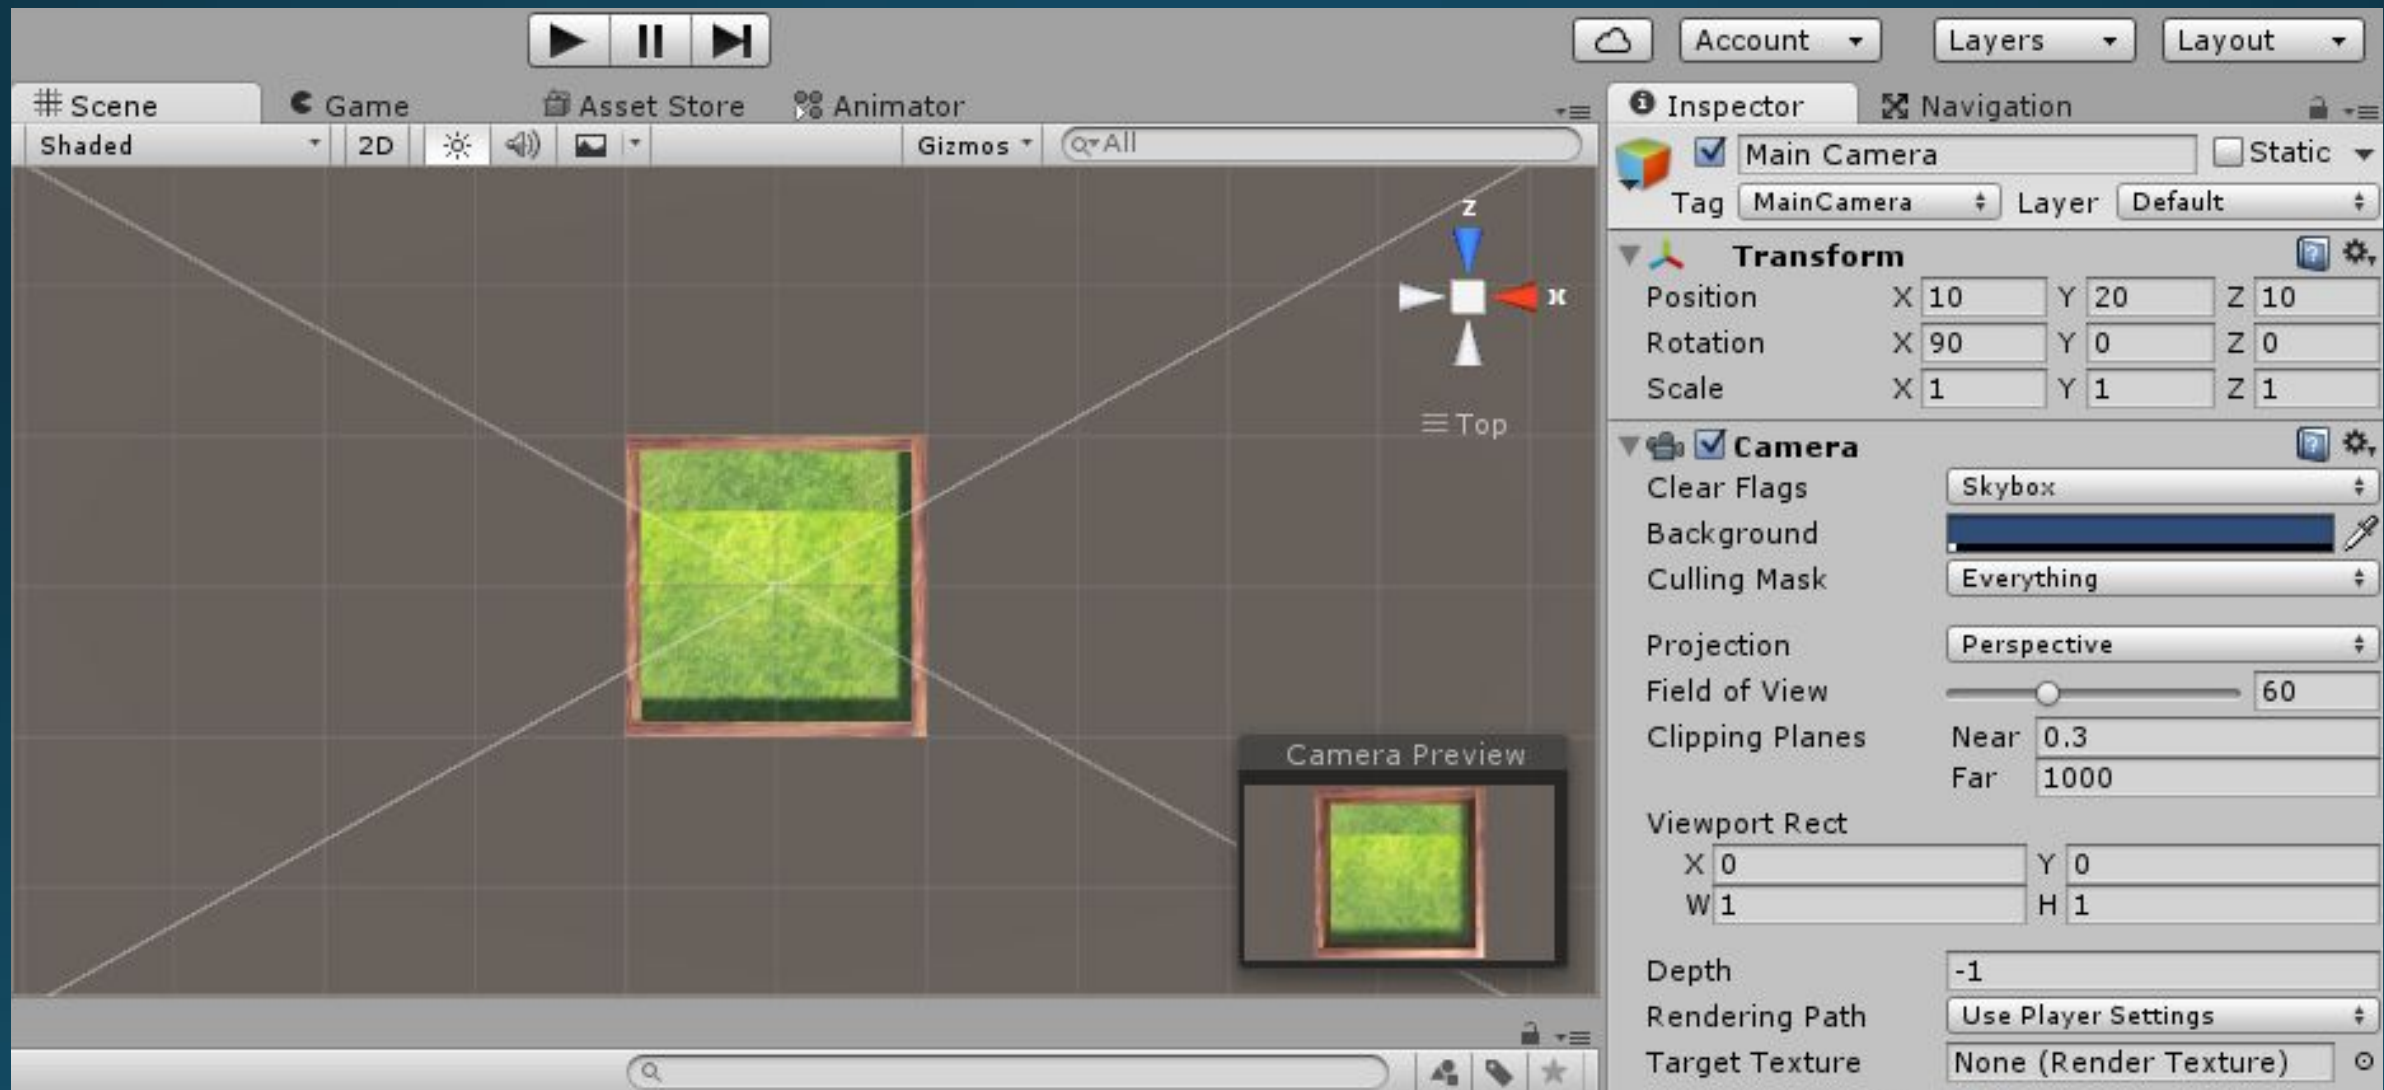 Account
Layers
Layout
Scene
Game
Asset Store
Animator
Inspector
Navigation
Shaded
2D
Gizmos
All
Main Camera
Static
Tag MainCamera Layer Default
z
x
Top
Transform
Position X 10 Y 20 Z 10
Rotation X 90 Y 0 Z 0
Scale X 1 Y 1 Z 1
Camera
Clear Flags Skybox
Background
Culling Mask Everything
Projection Perspective
Field of View 60
Clipping Planes Near 0.3
Far 1000
Camera Preview
Viewport Rect
X 0 Y 0
W 1 H 1
Depth -1
Rendering Path Use Player Settings
Target Texture None (Render Texture)